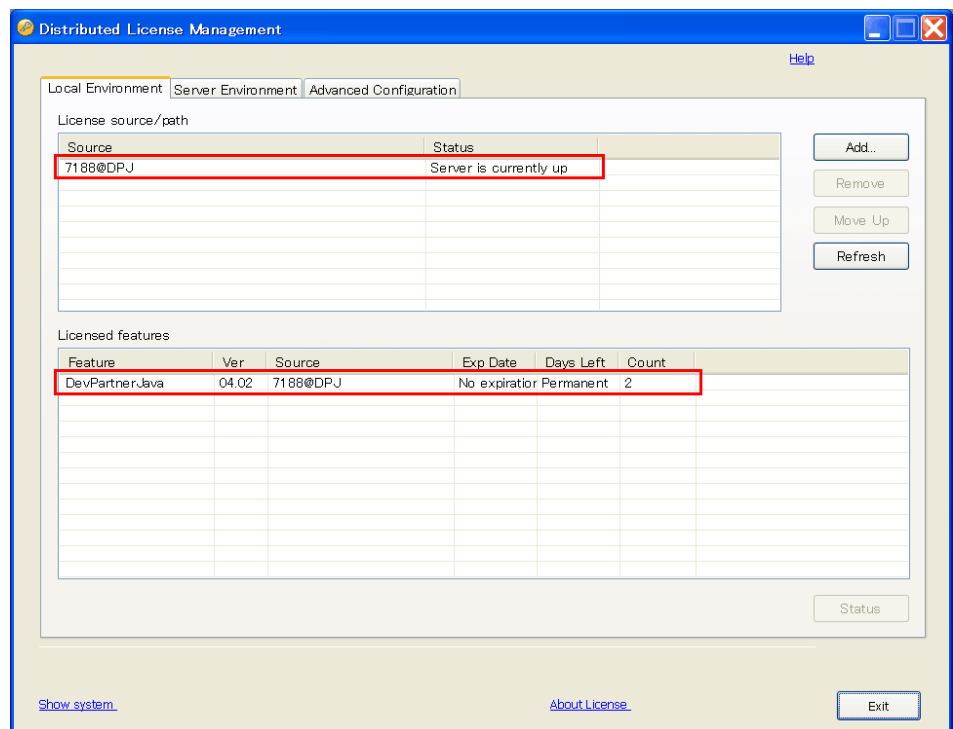 Distributed License Management
Help
Local Environment Server Environment Advanced Configuration
License source/path
Source Status
7188@DPJ Server is currently up
Add...
Remove
Move Up
Refresh
Licensed features
Feature Ver Source Exp Date Days Left Count
DevPartnerJava 04.02 7188@DPJ No expiratior Permanent 2
Status
Show system About License Exit